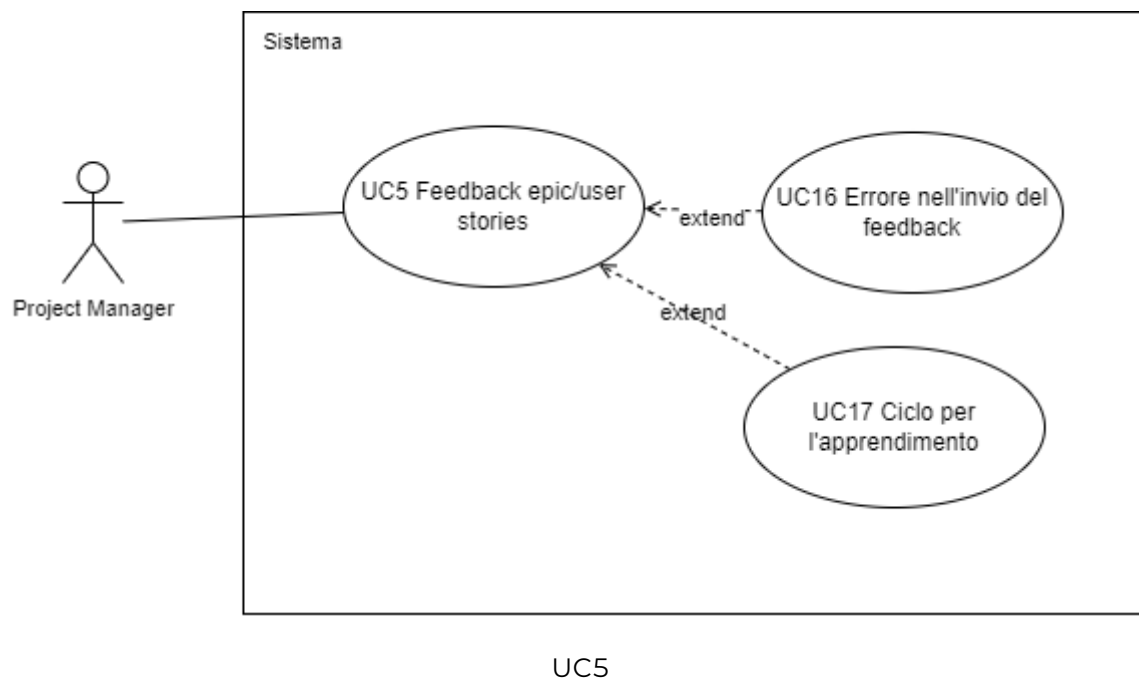 Sistema
UC5 Feedback epic/user
stories
UC16 Errore nell'invio del
feedback
extend
extend
Project Manager
UC17 Ciclo per
l'apprendimento
UC5